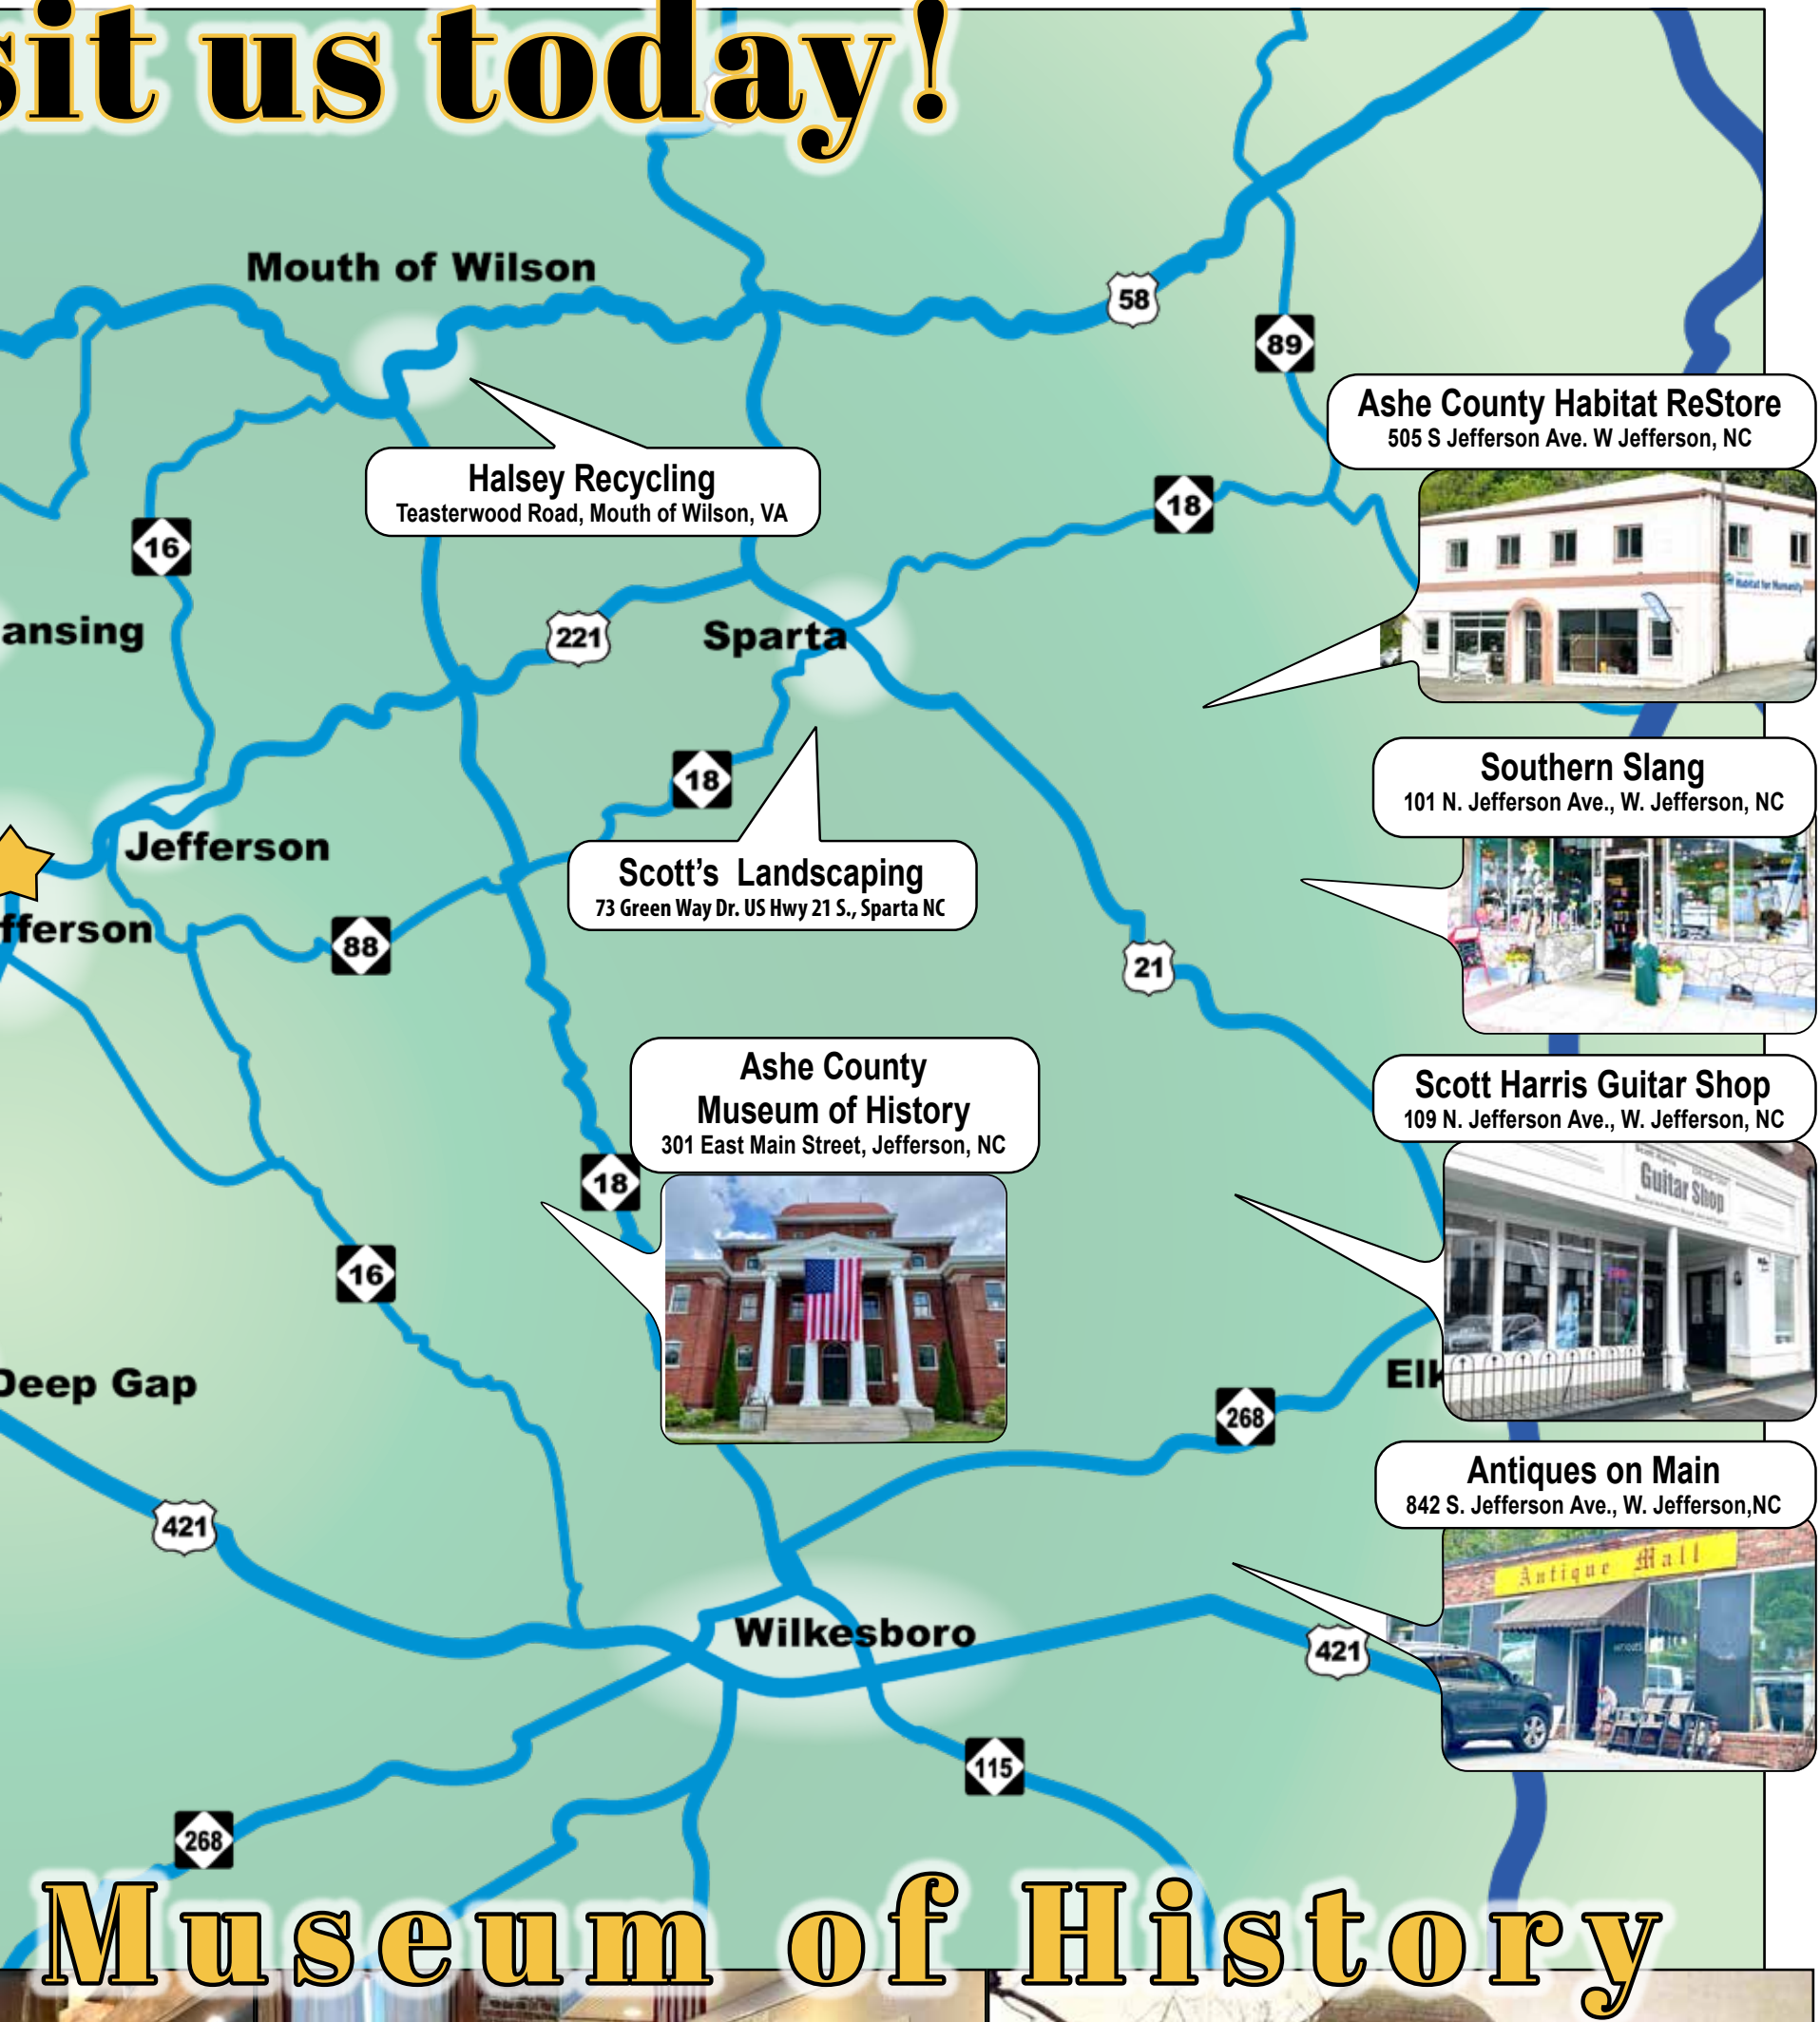 sit us today!
Mouth of Wilson
58
89
Ashe County Habitat ReStore
505 S Jefferson Ave. W Jefferson, NC
Halsey Recycling
Teasterwood Road, Mouth of Wilson, VA
18
16
Habitat for Humanity
ansing
221
Sparta
18
Southern Slang
101 N. Jefferson Ave., W. Jefferson, NC
Jefferson
Scott's Landscaping
73 Green Way Dr. US Hwy 21 S., Sparta NC
fferson
88
21
Ashe County
Museum of History
301 East Main Street, Jefferson, NC
Scott Harris Guitar Shop
109 N. Jefferson Ave., W. Jefferson, NC
18
Guitar Shop
16
Deep Gap
Elk
268
Antiques on Main
842 S. Jefferson Ave., W. Jefferson,NC
421
Antique Mall
ANTIQUES
Wilkesboro
421
115
268
Museum of History